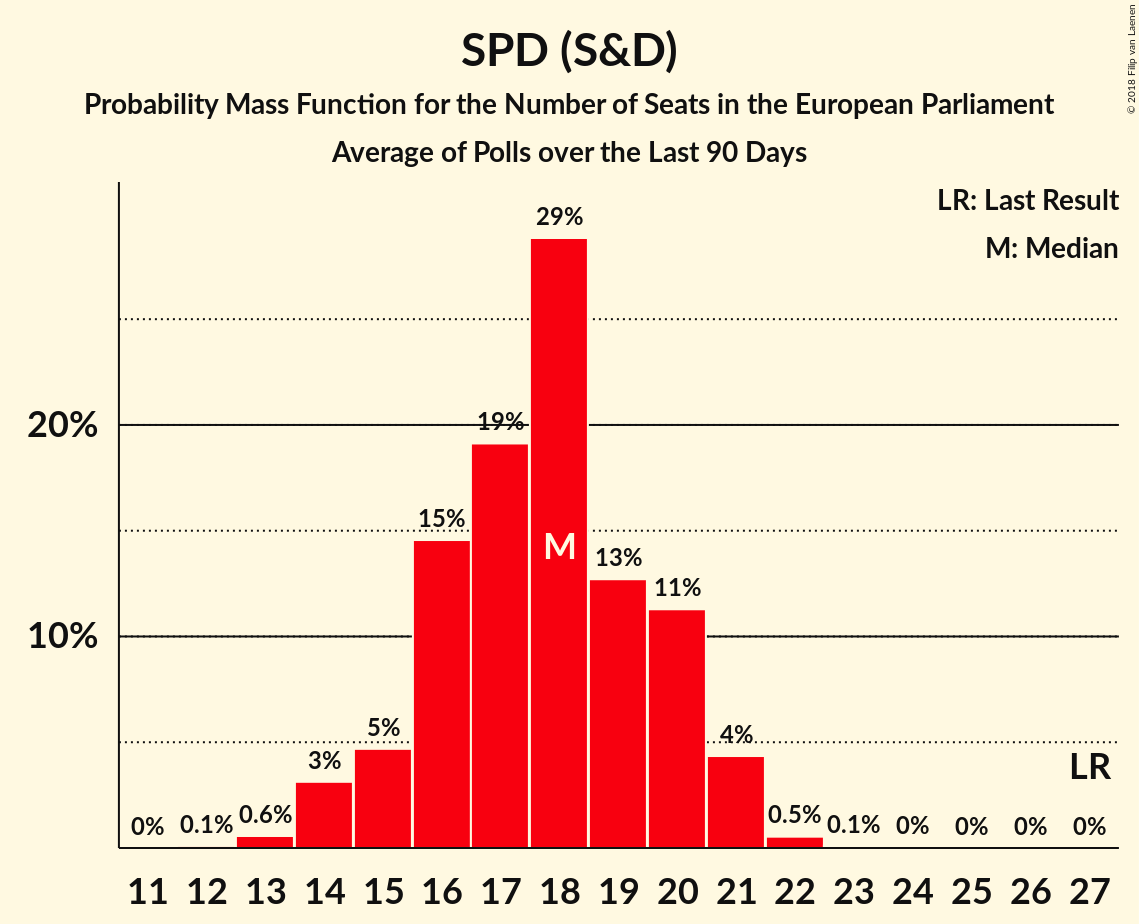 SPD (S&D)
Probability Mass Function for the Number of Seats in the European Parliament
Average of Polls over the Last 90 Days
© 2018 Filip van Laenen
LR: Last Result
M: Median
29%
20%
19%
15%
M
13%
11%
10%
5%
4%
3%
LR
0%
0.1%
0.6%
0.5%
0.1%
0%
0%
0%
0%
11 12 13 14 15 16 17 18 19 20 21 22 23 24 25 26 27